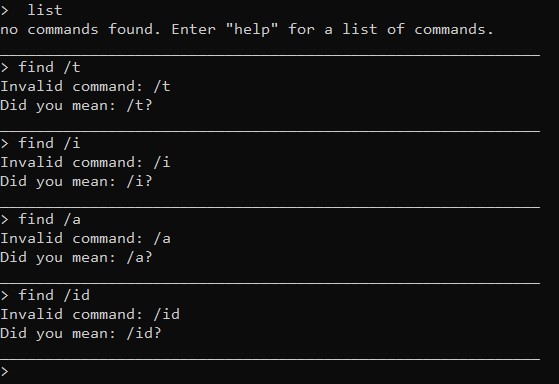 >  list
no commands found. Enter "help" for a list of commands.
> find /t
Invalid command: /t
Did you mean: /t?
> find /i
Invalid command: /i
Did you mean: /i?
> find /a
Invalid command: /a
Did you mean: /a?
> find /id
Invalid command: /id
Did you mean: /id?
>